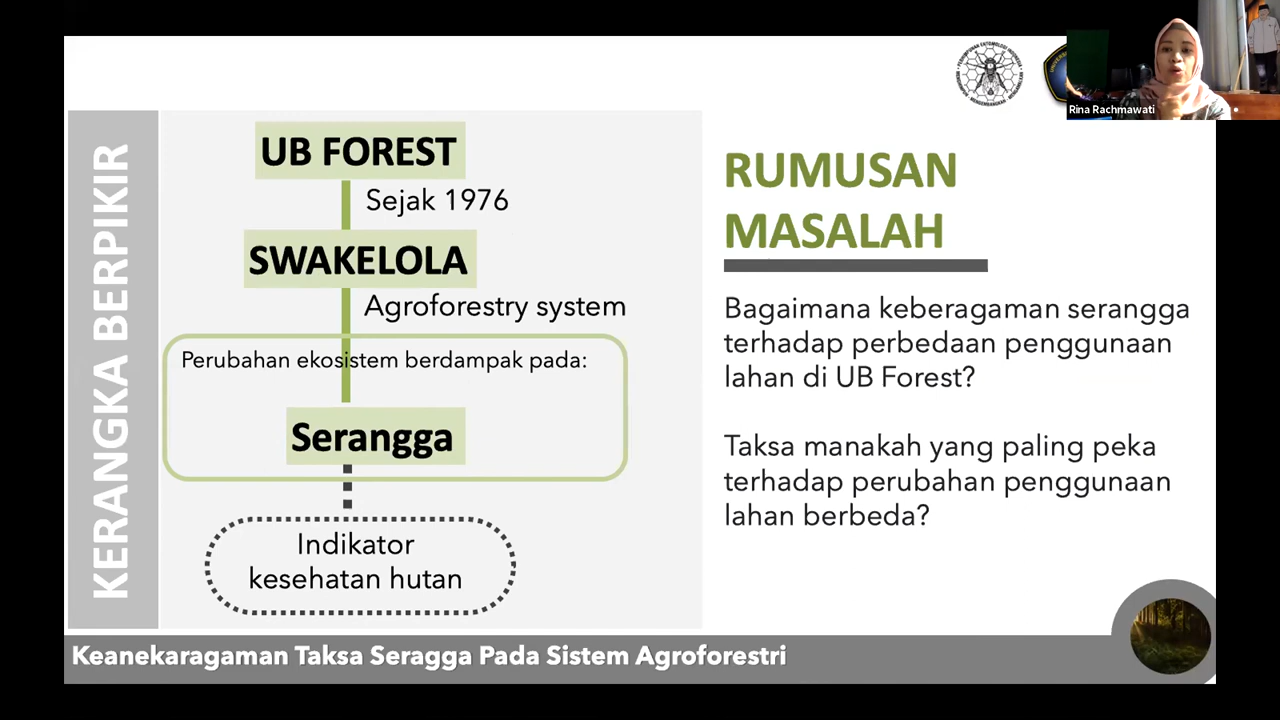 KERANGKA BERPIKIR
UB FOREST
Sejak 1976
SWAKELOLA
Agroforestry system
Perubahan ekosistem berdampak pada:
Serangga
Indikator
kesehatan hutan
RUMUSAN
MASALAH
Bagaimana keberagaman serangga
terhadap perbedaan penggunaan
lahan di UB Forest?
Taksa manakah yang paling peka
terhadap perubahan penggunaan
lahan berbeda?
Rina Rachmawati
Keanekaragaman Taksa Seragga Pada Sistem Agroforestri